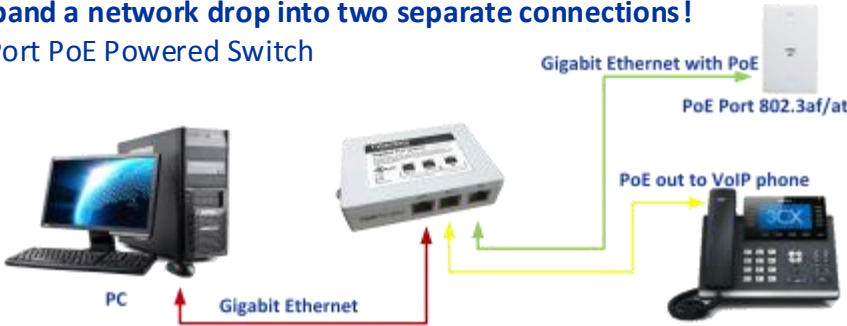 pand a network drop into two separate connections!
Port PoE Powered Switch
Gigabit Ethernet with PoE
PoE Port 802.3af/at
PoE out to VoIP phone
3CX
PC
Gigabit Ethernet